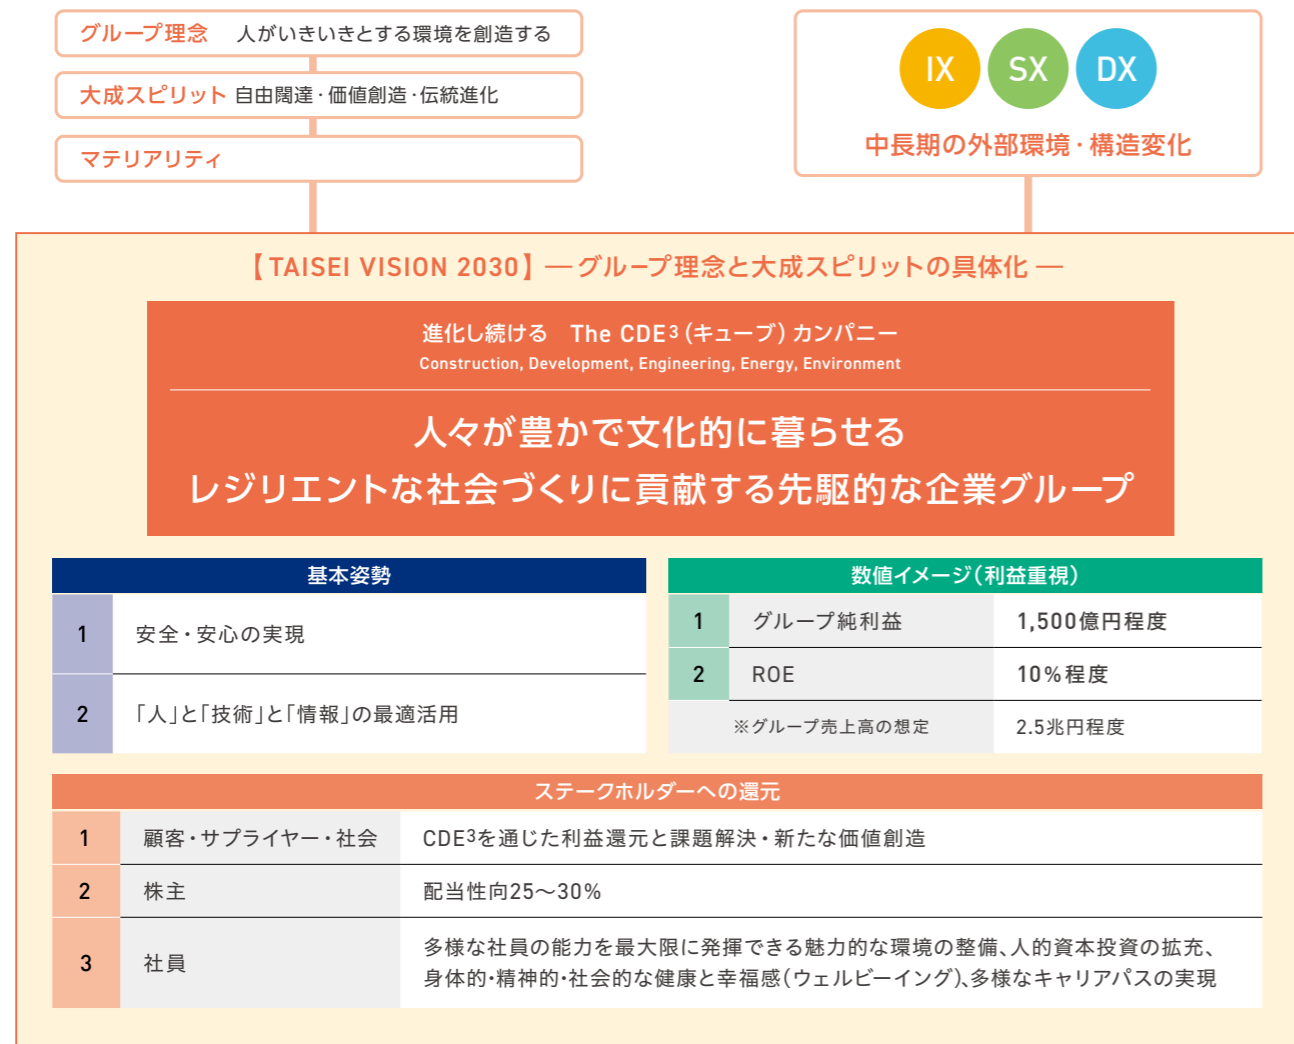 グループ理念 人がいきいきとする環境を創造する
大成スピリット 自由闊達・価値創造・伝統進化
マテリアリティ
IX SX DX
中長期の外部環境・構造変化
【TAISEI VISION 2030】―グループ理念と大成スピリットの具体化―
進化し続ける The CDE³(キューブ)カンパニー
Construction, Development, Engineering, Energy, Environment
人々が豊かで文化的に暮らせる
レジリエントな社会づくりに貢献する先駆的な企業グループ
基本姿勢
1 安全・安心の実現
2 「人」と「技術」と「情報」の最適活用
数値イメージ(利益重視)
1 グループ純利益 1,500億円程度
2 ROE 10%程度
※グループ売上高の想定 2.5兆円程度
ステークホルダーへの還元
1 顧客・サプライヤー・社会 CDE³を通じた利益還元と課題解決・新たな価値創造
2 株主 配当性向25〜30%
3 社員 多様な社員の能力を最大限に発揮できる魅力的な環境の整備、人的資本投資の拡充、
身体的・精神的・社会的な健康と幸福感(ウェルビーイング)、多様なキャリアパスの実現